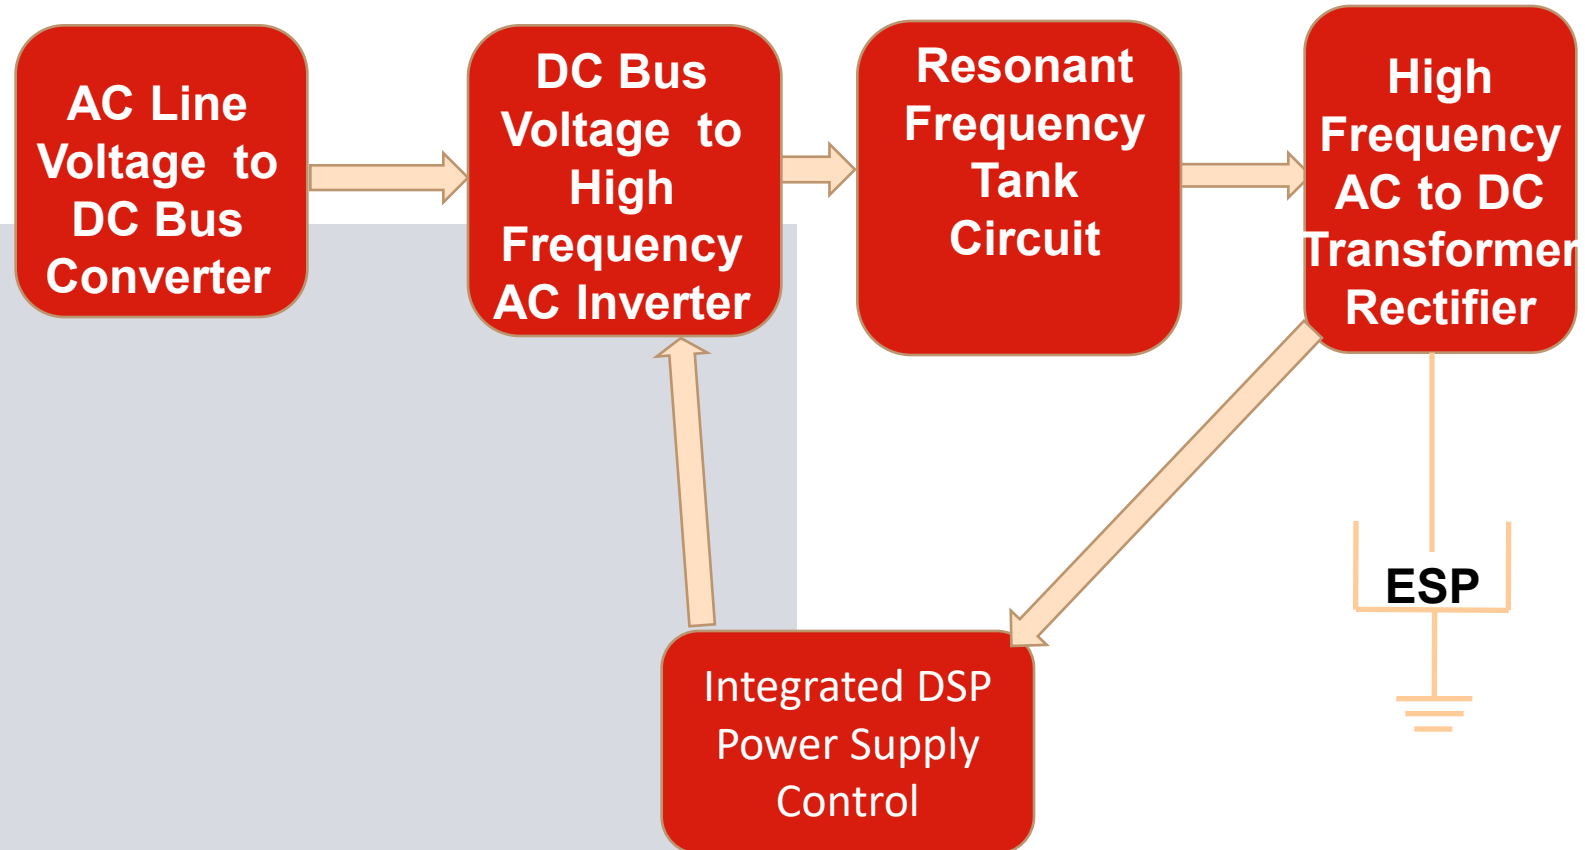 AC Line
Voltage to
DC Bus
Converter
DC Bus
Voltage to
High
Frequency
AC Inverter
Resonant
Frequency
Tank
Circuit
High
Frequency
AC to DC
Transformer
Rectifier
ESP
Integrated DSP
Power Supply
Control